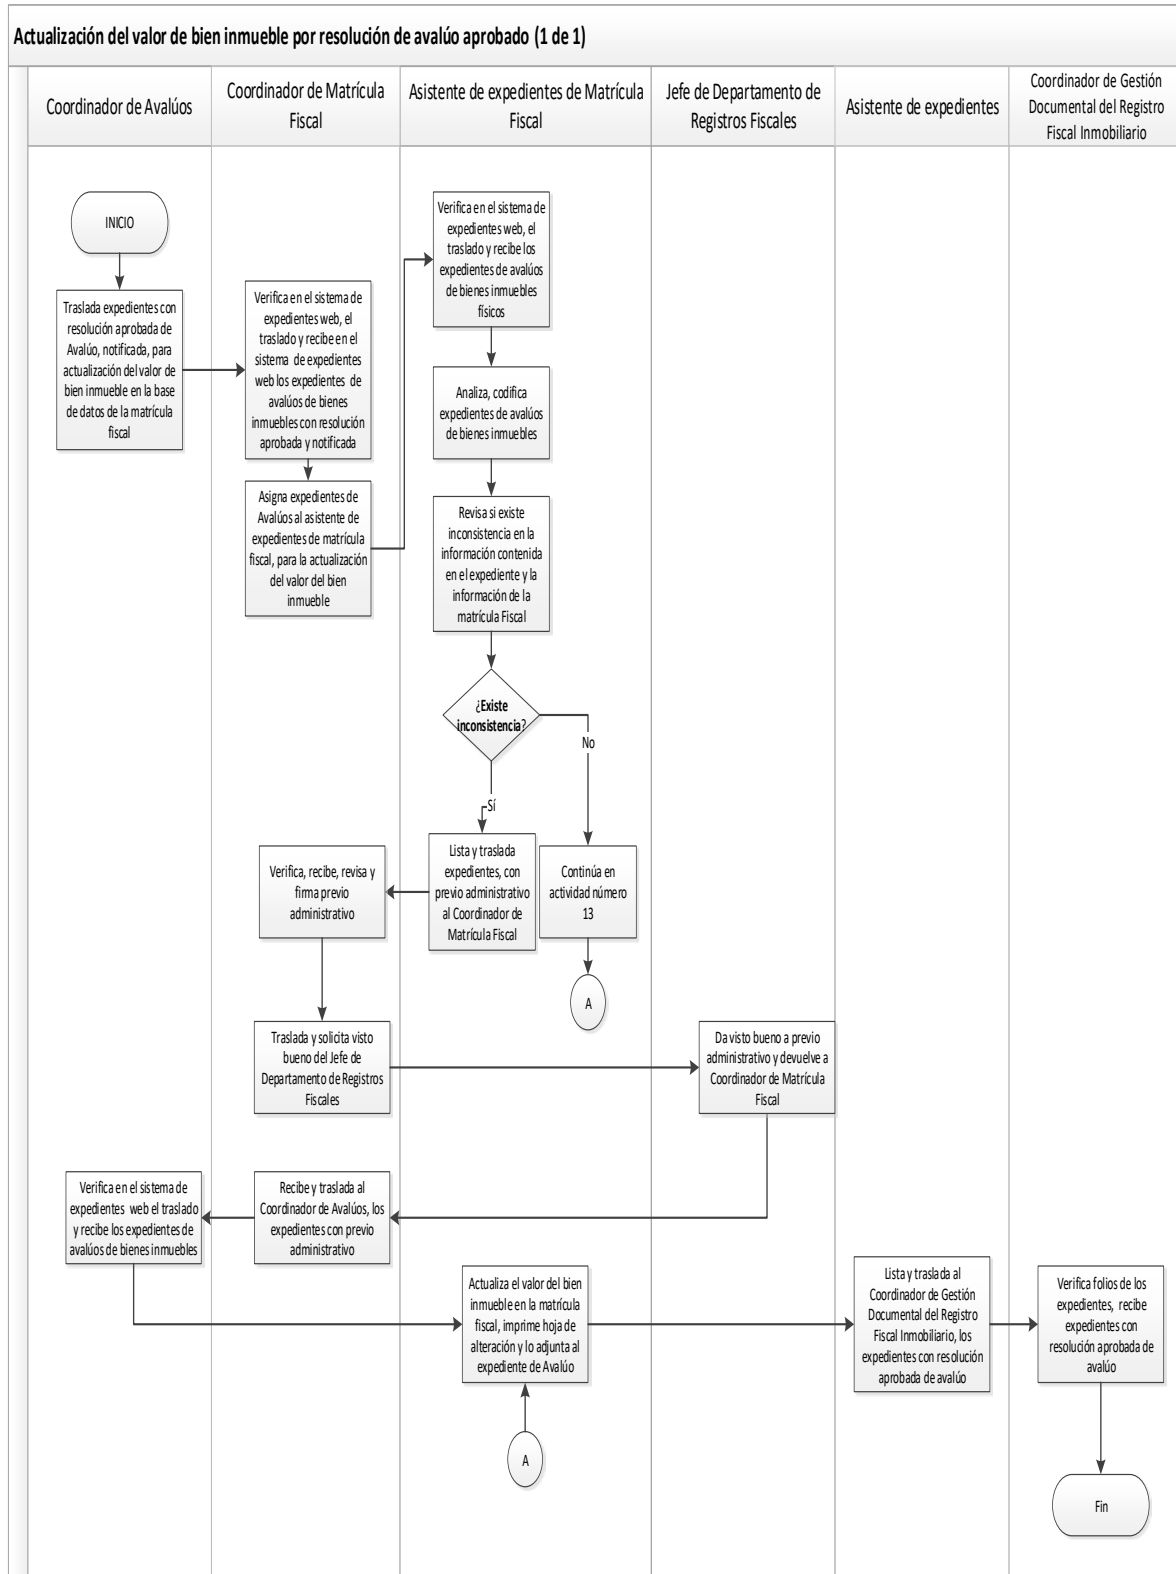 Actualización del valor de bien inmueble por resolución de avalúo aprobado (1 de 1)
Coordinador de Avalúos
Coordinador de Matrícula
Fiscal
Asistente de expedientes de Matrícula
Fiscal
Jefe de Departamento de
Registros Fiscales
Asistente de expedientes
Coordinador de Gestión
Documental del Registro
Fiscal Inmobiliario
INICIO
Traslada expedientes con
resolución aprobada de
Avalúo, notificada, para
actualización del valor de
bien inmueble en la base
de datos de la matrícula
fiscal
Verifica en el sistema de
expedientes web, el
traslado y recibe en el
sistema de expedientes
web los expedientes de
avalúos de bienes
inmuebles con resolución
aprobada y notificada
Asigna expedientes de
Avalúos al asistente de
expedientes de matrícula
fiscal, para la actualización
del valor del bien
inmueble
Verifica en el sistema de
expedientes web, el
traslado y recibe los
expedientes de avalúos
de bienes inmuebles
físicos
Analiza, codifica
expedientes de avalúos
de bienes inmuebles
Revisa si existe
inconsistencia en la
información contenida
en el expediente y la
información de la
matrícula Fiscal
¿Existe
inconsistencia?
No
Sí
Lista y traslada
expedientes, con
previo administrativo
al Coordinador de
Matrícula Fiscal
Continúa en
actividad número
13
A
Verifica, recibe, revisa y
firma previo
administrativo
Traslada y solicita visto
bueno del Jefe de
Departamento de Registros
Fiscales
Da visto bueno a previo
administrativo y devuelve a
Coordinador de Matrícula
Fiscal
Recibe y traslada al
Coordinador de Avalúos, los
expedientes con previo
administrativo
Verifica en el sistema de
expedientes web el traslado
y recibe los expedientes de
avalúos de bienes inmuebles
Actualiza el valor del bien
inmueble en la matrícula
fiscal, imprime hoja de
alteración y lo adjunta al
expediente de Avalúo
A
Lista y traslada al
Coordinador de Gestión
Documental del Registro
Fiscal Inmobiliario, los
expedientes con resolución
aprobada de avalúo
Verifica folios de los
expedientes, recibe
expedientes con
resolución aprobada de
avalúo
Fin